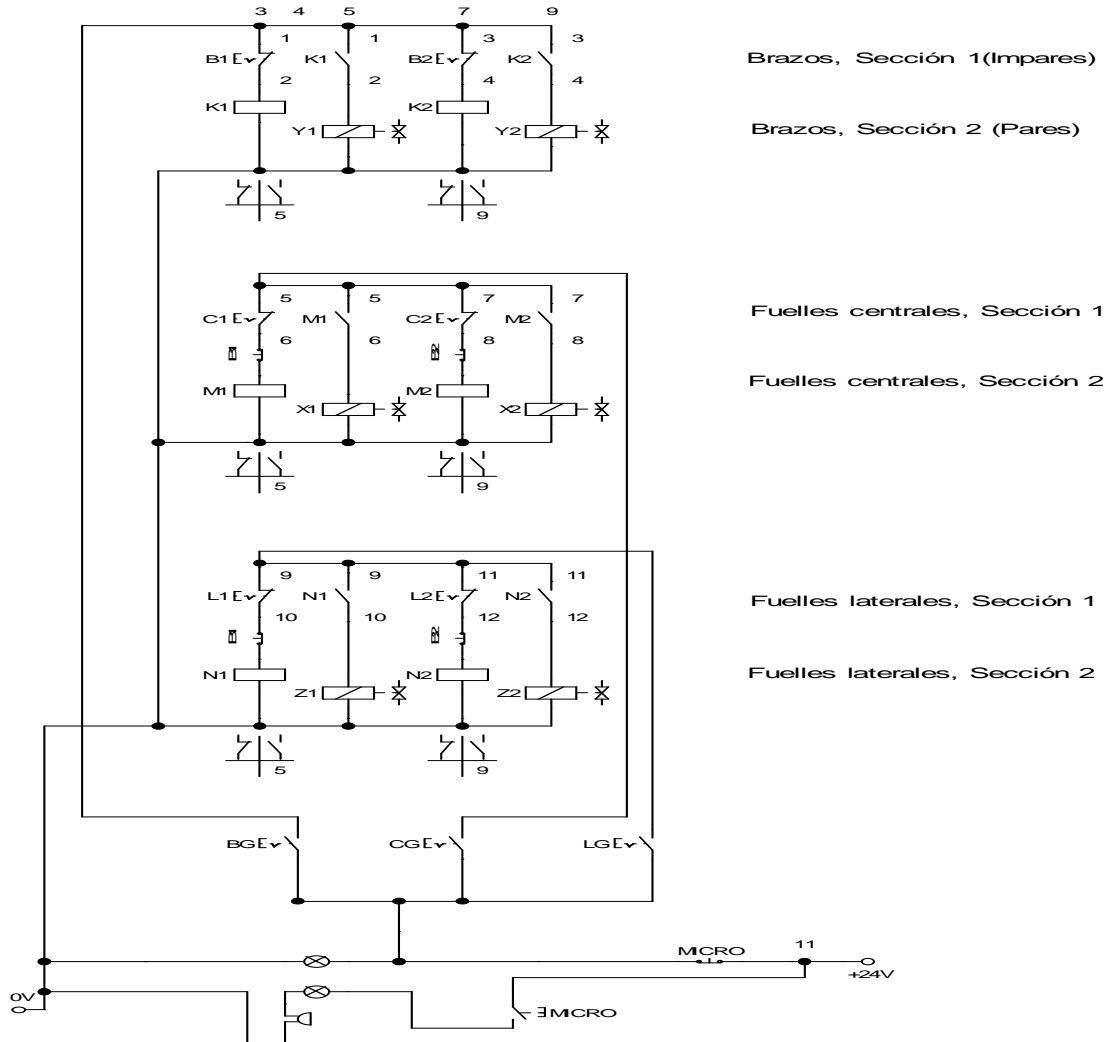 3 4 5 7 9
1 1 3 3
B1 K1 B2 K2 Brazos, Sección 1(Impares)
2 2 4 4
K1 K2
Y1 Y2 Brazos, Sección 2 (Pares)
5 9
5 5 7 7
C1 M1 C2 M2 Fuelles centrales, Sección 1
6 6 8 8
M1 M2 Fuelles centrales, Sección 2
X1 X2
5 9
9 9 11 11
L1 N1 L2 N2 Fuelles laterales, Sección 1
10 10 12 12
N1 N2 Fuelles laterales, Sección 2
Z1 Z2
5 9
BG CG LG
MICRO 11
+24V
0V
MICRO